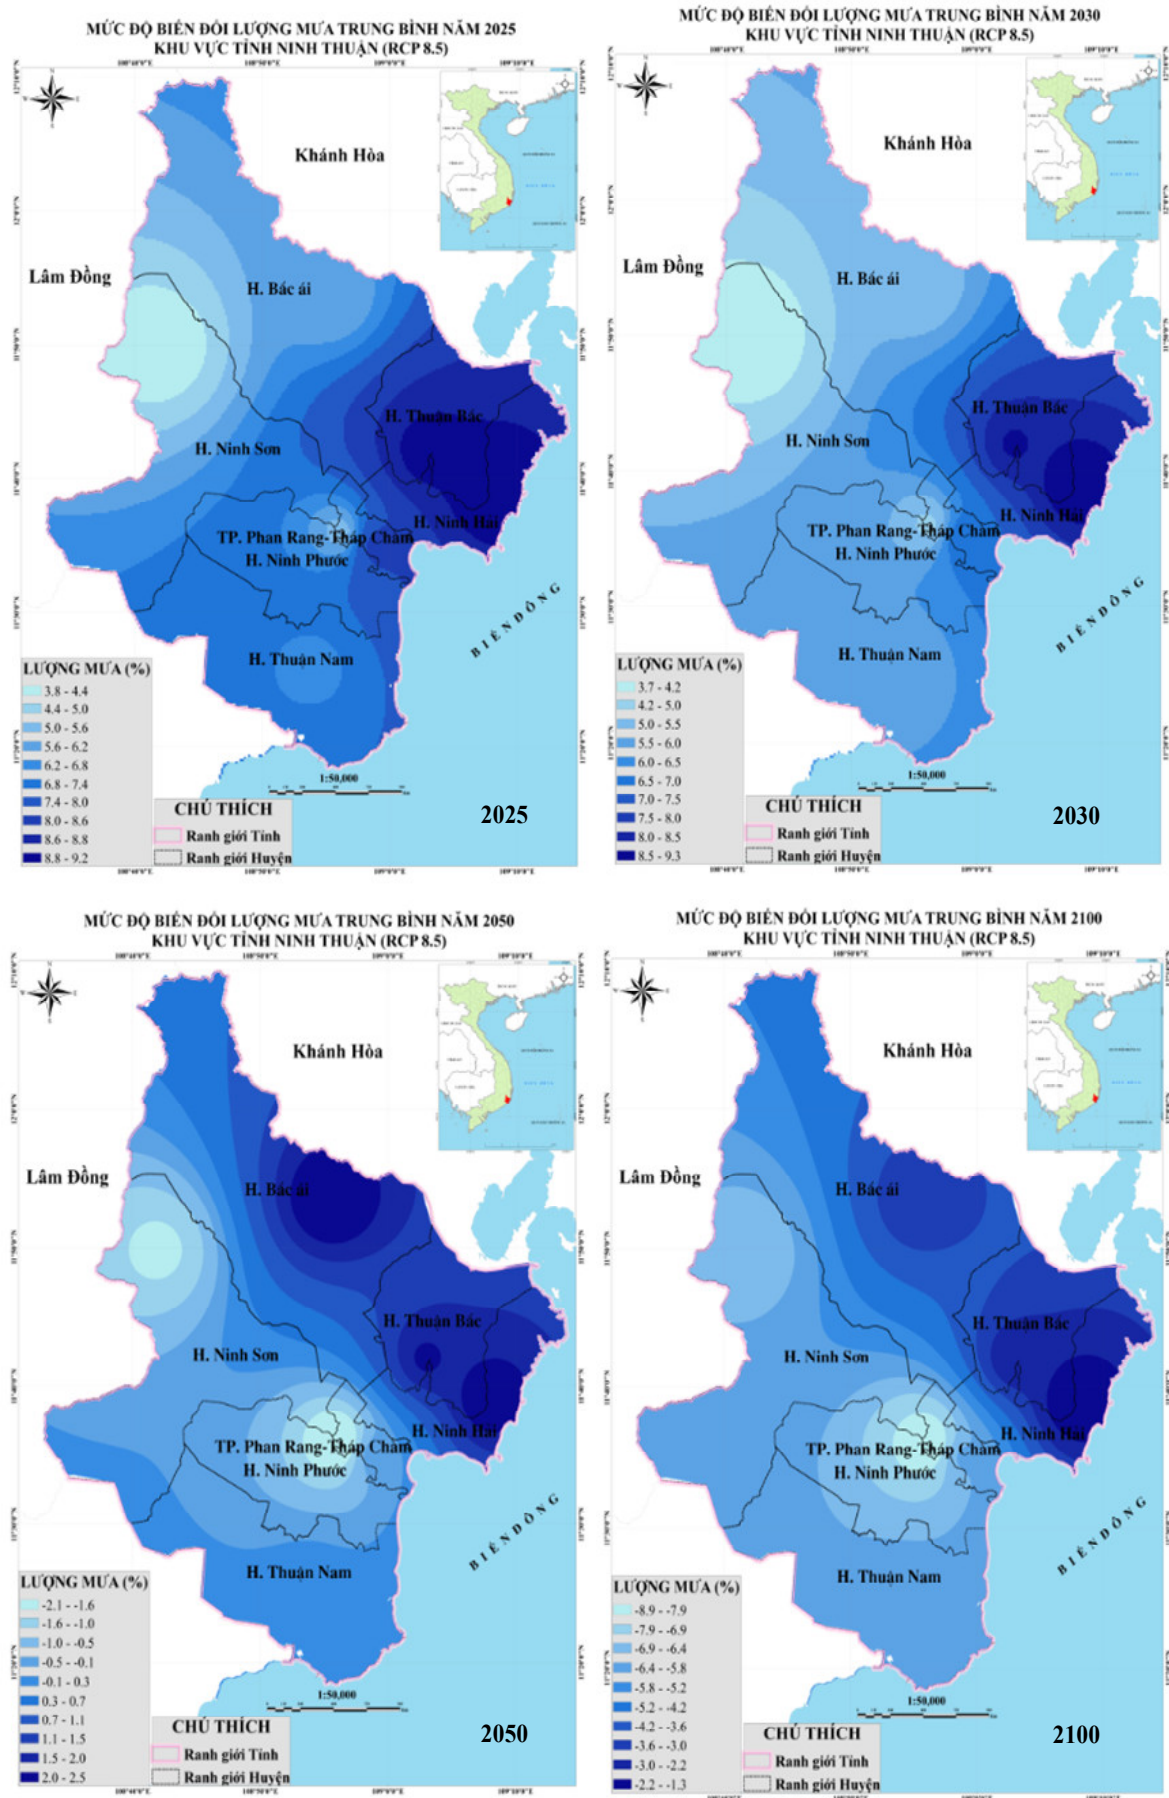 MỨC ĐỘ BIẾN ĐỔI LƯỢNG MƯA TRUNG BÌNH NĂM 2025
KHU VỰC TỈNH NINH THUẬN (RCP 8.5)
Khánh Hòa
Lâm Đồng
H. Bác ái
H. Thuận Bắc
H. Ninh Sơn
H. Ninh Hải
TP. Phan Rang-Tháp Chàm
H. Ninh Phước
BIỂN ĐÔNG
H. Thuận Nam
LƯỢNG MƯA (%)
3.8 - 4.4
4.4 - 5.0
5.0 - 5.6
5.6 - 6.2
6.2 - 6.8
6.8 - 7.4
7.4 - 8.0
8.0 - 8.6
8.6 - 8.8
8.8 - 9.2
1:50,000
CHÚ THÍCH
Ranh giới Tỉnh
Ranh giới Huyện
2025
MỨC ĐỘ BIẾN ĐỔI LƯỢNG MƯA TRUNG BÌNH NĂM 2030
KHU VỰC TỈNH NINH THUẬN (RCP 8.5)
Khánh Hòa
Lâm Đồng
H. Bác ái
H. Thuận Bắc
H. Ninh Sơn
H. Ninh Hải
TP. Phan Rang-Tháp Chàm
H. Ninh Phước
BIỂN ĐÔNG
H. Thuận Nam
LƯỢNG MƯA (%)
3.7 - 4.2
4.2 - 5.0
5.0 - 5.5
5.5 - 6.0
6.0 - 6.5
6.5 - 7.0
7.0 - 7.5
7.5 - 8.0
8.0 - 8.5
8.5 - 9.3
1:50,000
CHÚ THÍCH
Ranh giới Tỉnh
Ranh giới Huyện
2030
MỨC ĐỘ BIẾN ĐỔI LƯỢNG MƯA TRUNG BÌNH NĂM 2050
KHU VỰC TỈNH NINH THUẬN (RCP 8.5)
Khánh Hòa
Lâm Đồng
H. Bác ái
H. Thuận Bắc
H. Ninh Sơn
H. Ninh Hải
TP. Phan Rang-Tháp Chàm
H. Ninh Phước
BIỂN ĐÔNG
H. Thuận Nam
LƯỢNG MƯA (%)
-2.1 - -1.6
-1.6 - -1.0
-1.0 - -0.5
-0.5 - -0.1
-0.1 - 0.3
0.3 - 0.7
0.7 - 1.1
1.1 - 1.5
1.5 - 2.0
2.0 - 2.5
1:50,000
CHÚ THÍCH
Ranh giới Tỉnh
Ranh giới Huyện
2050
MỨC ĐỘ BIẾN ĐỔI LƯỢNG MƯA TRUNG BÌNH NĂM 2100
KHU VỰC TỈNH NINH THUẬN (RCP 8.5)
Khánh Hòa
Lâm Đồng
H. Bác ái
H. Thuận Bắc
H. Ninh Sơn
H. Ninh Hải
TP. Phan Rang-Tháp Chàm
H. Ninh Phước
BIỂN ĐÔNG
H. Thuận Nam
LƯỢNG MƯA (%)
-8.9 - -7.9
-7.9 - -6.9
-6.9 - -6.4
-6.4 - -5.8
-5.8 - -5.2
-5.2 - -4.2
-4.2 - -3.6
-3.6 - -3.0
-3.0 - -2.2
-2.2 - -1.3
1:50,000
CHÚ THÍCH
Ranh giới Tỉnh
Ranh giới Huyện
2100